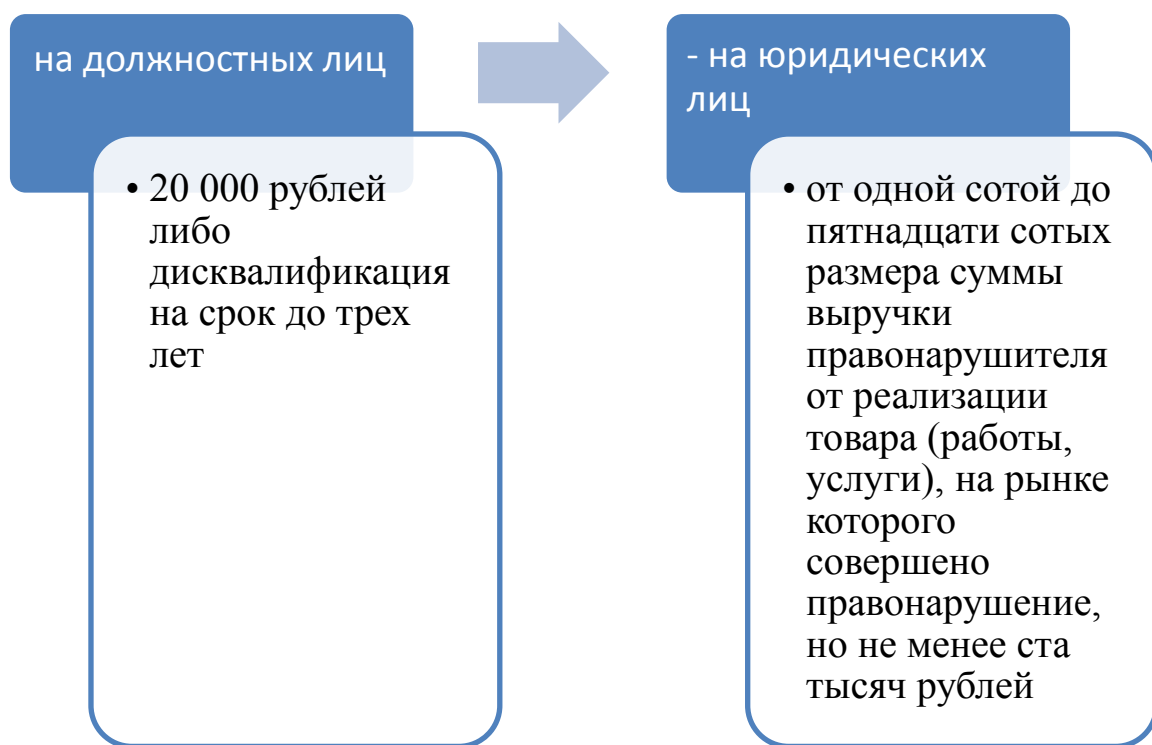 на должностных лиц
• 20 000 рублей
либо
дисквалификация
на срок до трех
лет
- на юридических
лиц
• от одной сотой до
пятнадцати сотых
размера суммы
выручки
правонарушителя
от реализации
товара (работы,
услуги), на рынке
которого
совершено
правонарушение,
но не менее ста
тысяч рублей